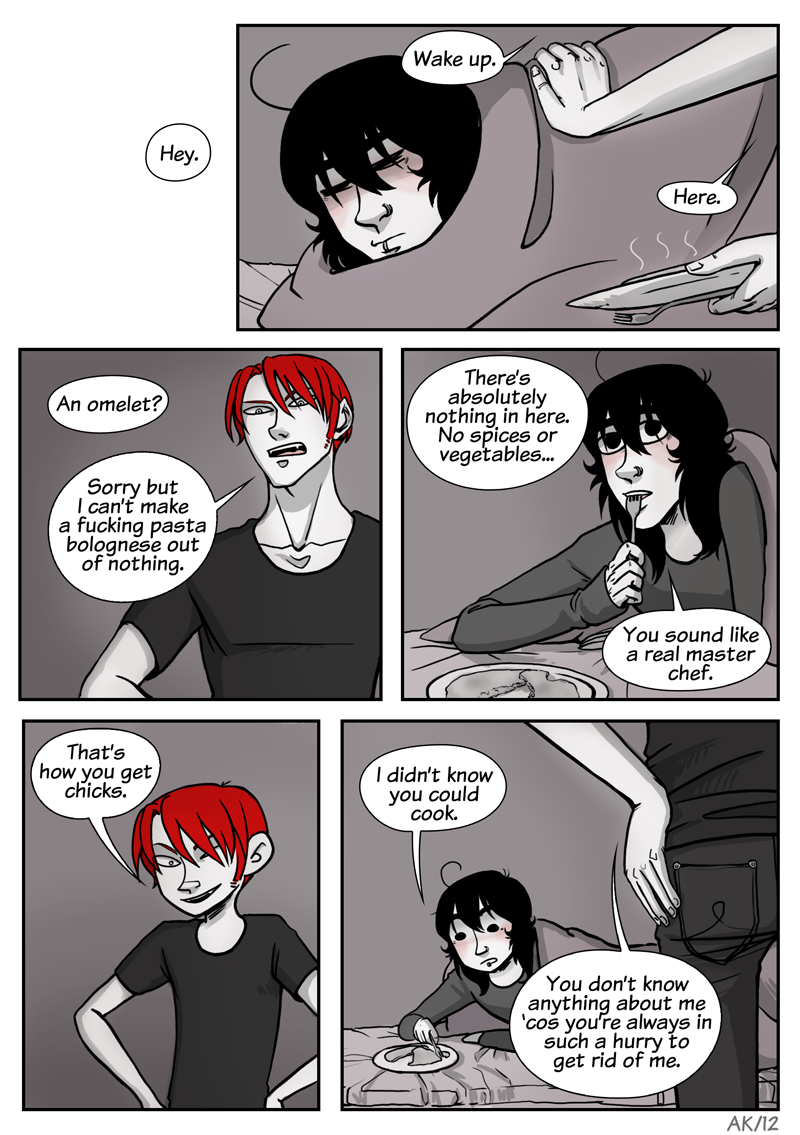 Hey.
Wake up.
Here.
An omelet?
Sorry but
I can't make
a fucking pasta
bolognese out
of nothing.
There's
absolutely
nothing in here.
No spices or
vegetables...
You sound like
a real master
chef.
That's
how you get
chicks.
I didn't know
you could
cook.
You don't know
anything about me
'cos you're always in
such a hurry to
get rid of me.
AK/12